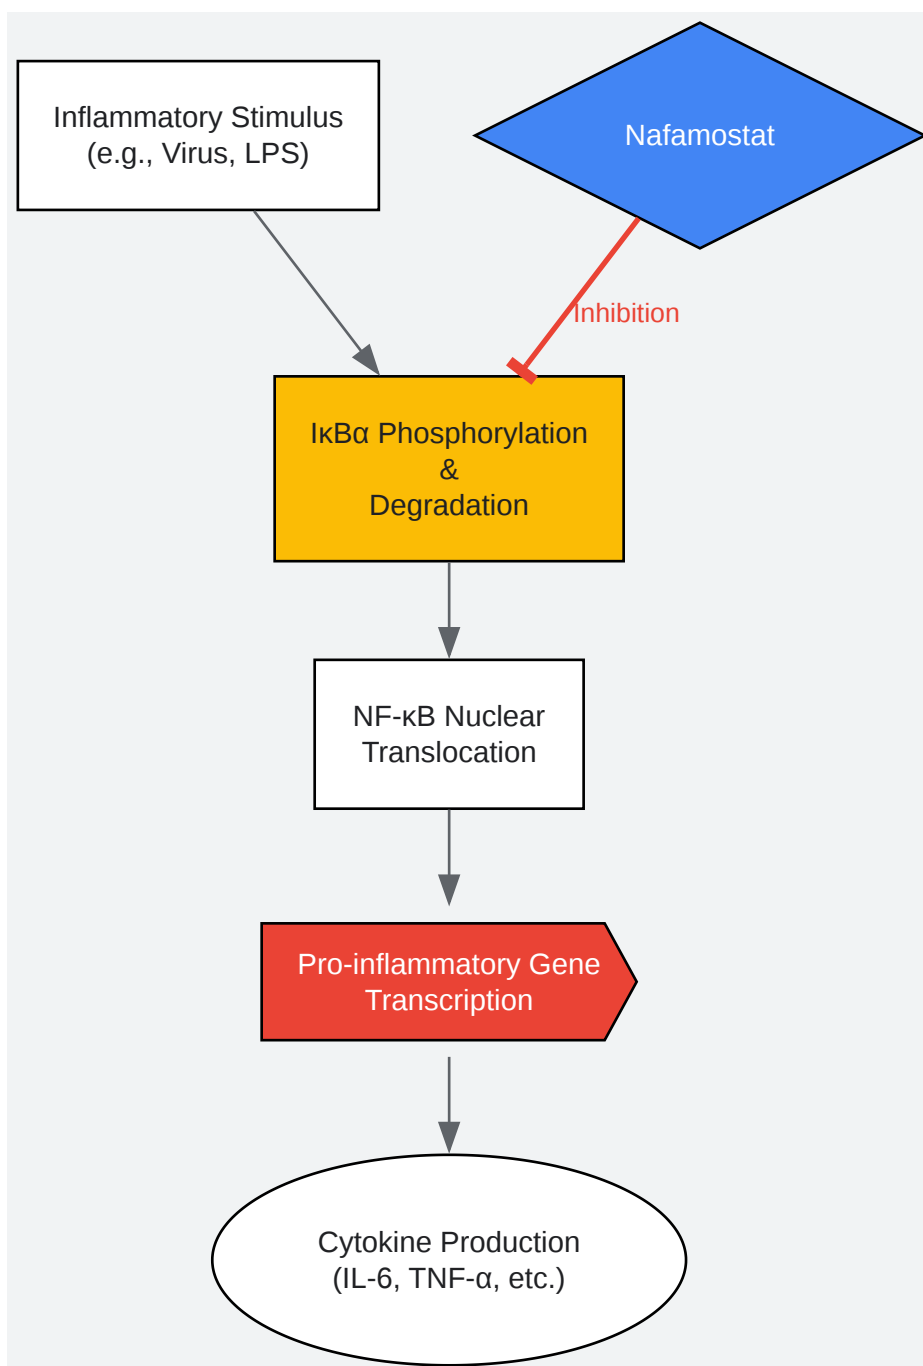 Inflammatory Stimulus
(e.g., Virus, LPS)
Nafamostat
Inhibition
IκBα Phosphorylation
&
Degradation
NF-κB Nuclear
Translocation
Pro-inflammatory Gene
Transcription
Cytokine Production
(IL-6, TNF-α, etc.)